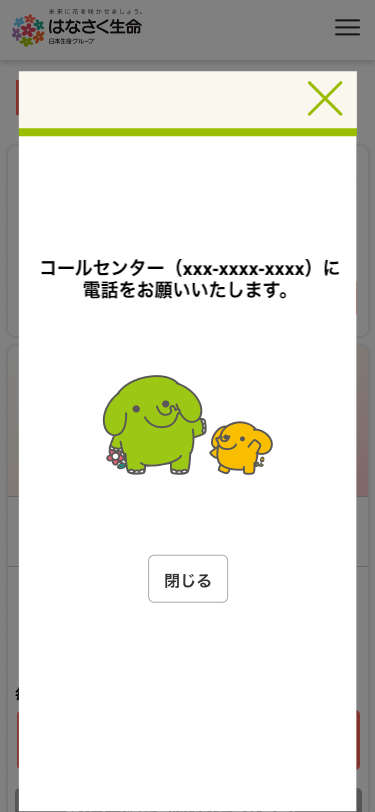 未来に花を咲かせましょう。
はなさく生命
日本生命グループ
コールセンター（xxx-xxxx-xxxx）に
電話をお願いいたします。
閉じる